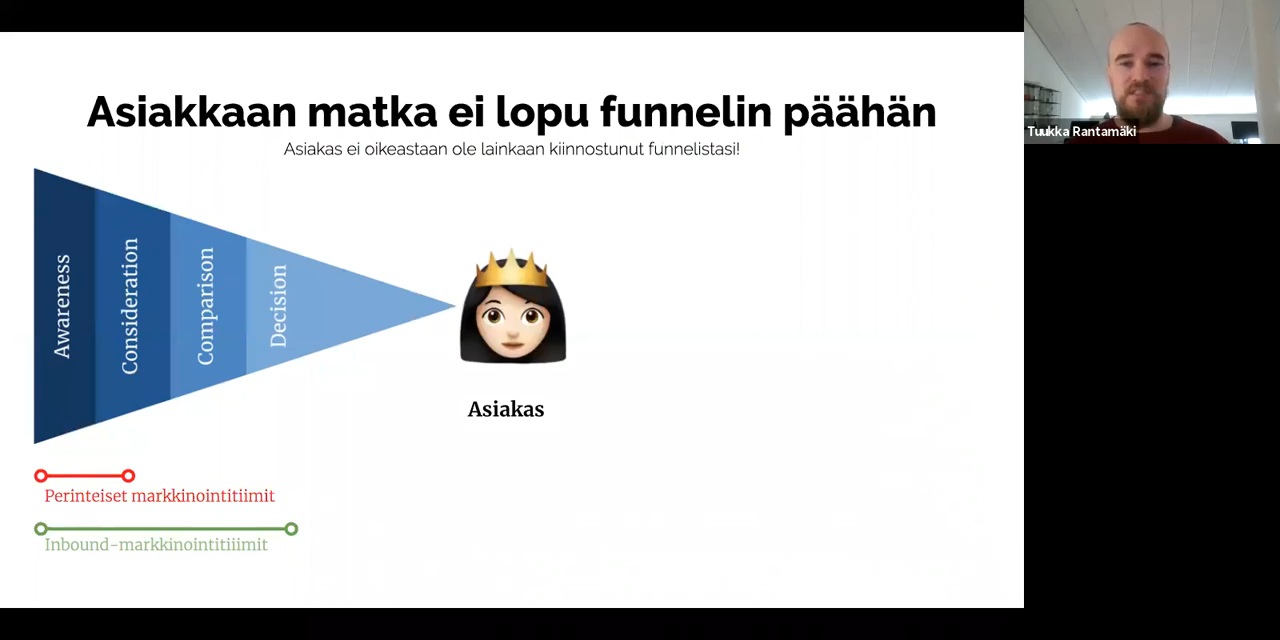 Asiakkaan matka ei lopu funnelin päähän
Asiakas ei oikeastaan ole lainkaan kiinnostunut funnelistasi!
Tuukka Rantamäki
Awareness
Consideration
Comparison
Decision
Asiakas
Perinteiset markkinointitiimit
Inbound-markkinointitiiimit